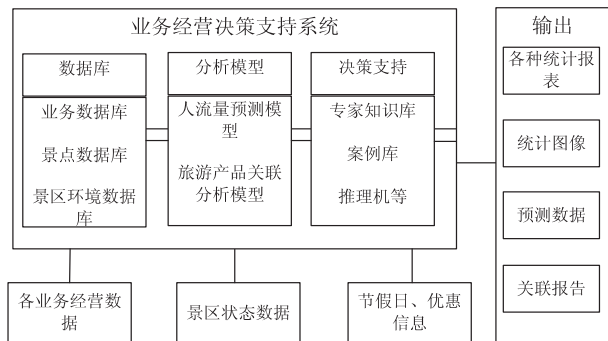 业务经营决策支持系统
数据库
业务数据库
景点数据库
景区环境数据
库
分析模型
人流量预测模
型
旅游产品关联
分析模型
决策支持
专家知识库
案例库
推理机等
输出
各种统计报
表
统计图像
预测数据
关联报告
各业务经营数
据
景区状态数据
节假日、优惠
信息